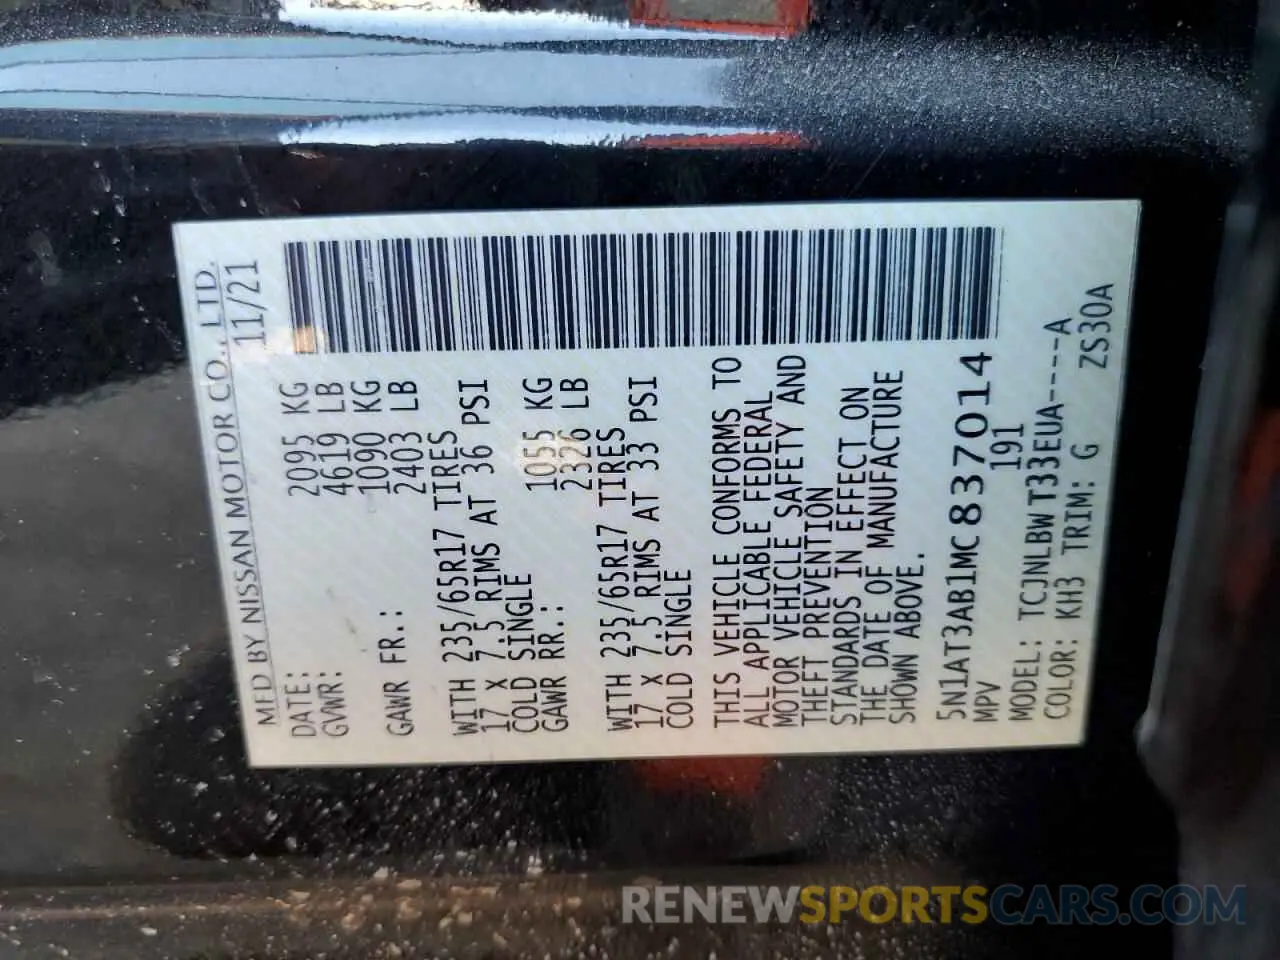 MFD BY NISSAN MOTOR CO., LTD.
DATE: 11/21
GVWR: 2095 KG
4619 LB
GAWR FR.: 1090 KG
2403 LB
WITH 235/65R17 TIRES
17 X 7.5 RIMS AT 36 PSI
COLD SINGLE
GAWR RR.: 1055 KG
2326 LB
WITH 235/65R17 TIRES
17 X 7.5 RIMS AT 33 PSI
COLD SINGLE
THIS VEHICLE CONFORMS TO
ALL APPLICABLE FEDERAL
MOTOR VEHICLE SAFETY AND
THEFT PREVENTION
STANDARDS IN EFFECT ON
THE DATE OF MANUFACTURE
SHOWN ABOVE.
5N1AT3AB1MC837014
MPV 191
MODEL: TCJNLBWT33EUA----A
COLOR: KH3 TRIM: G ZS30A
RENEWSPORTSCARS.COM